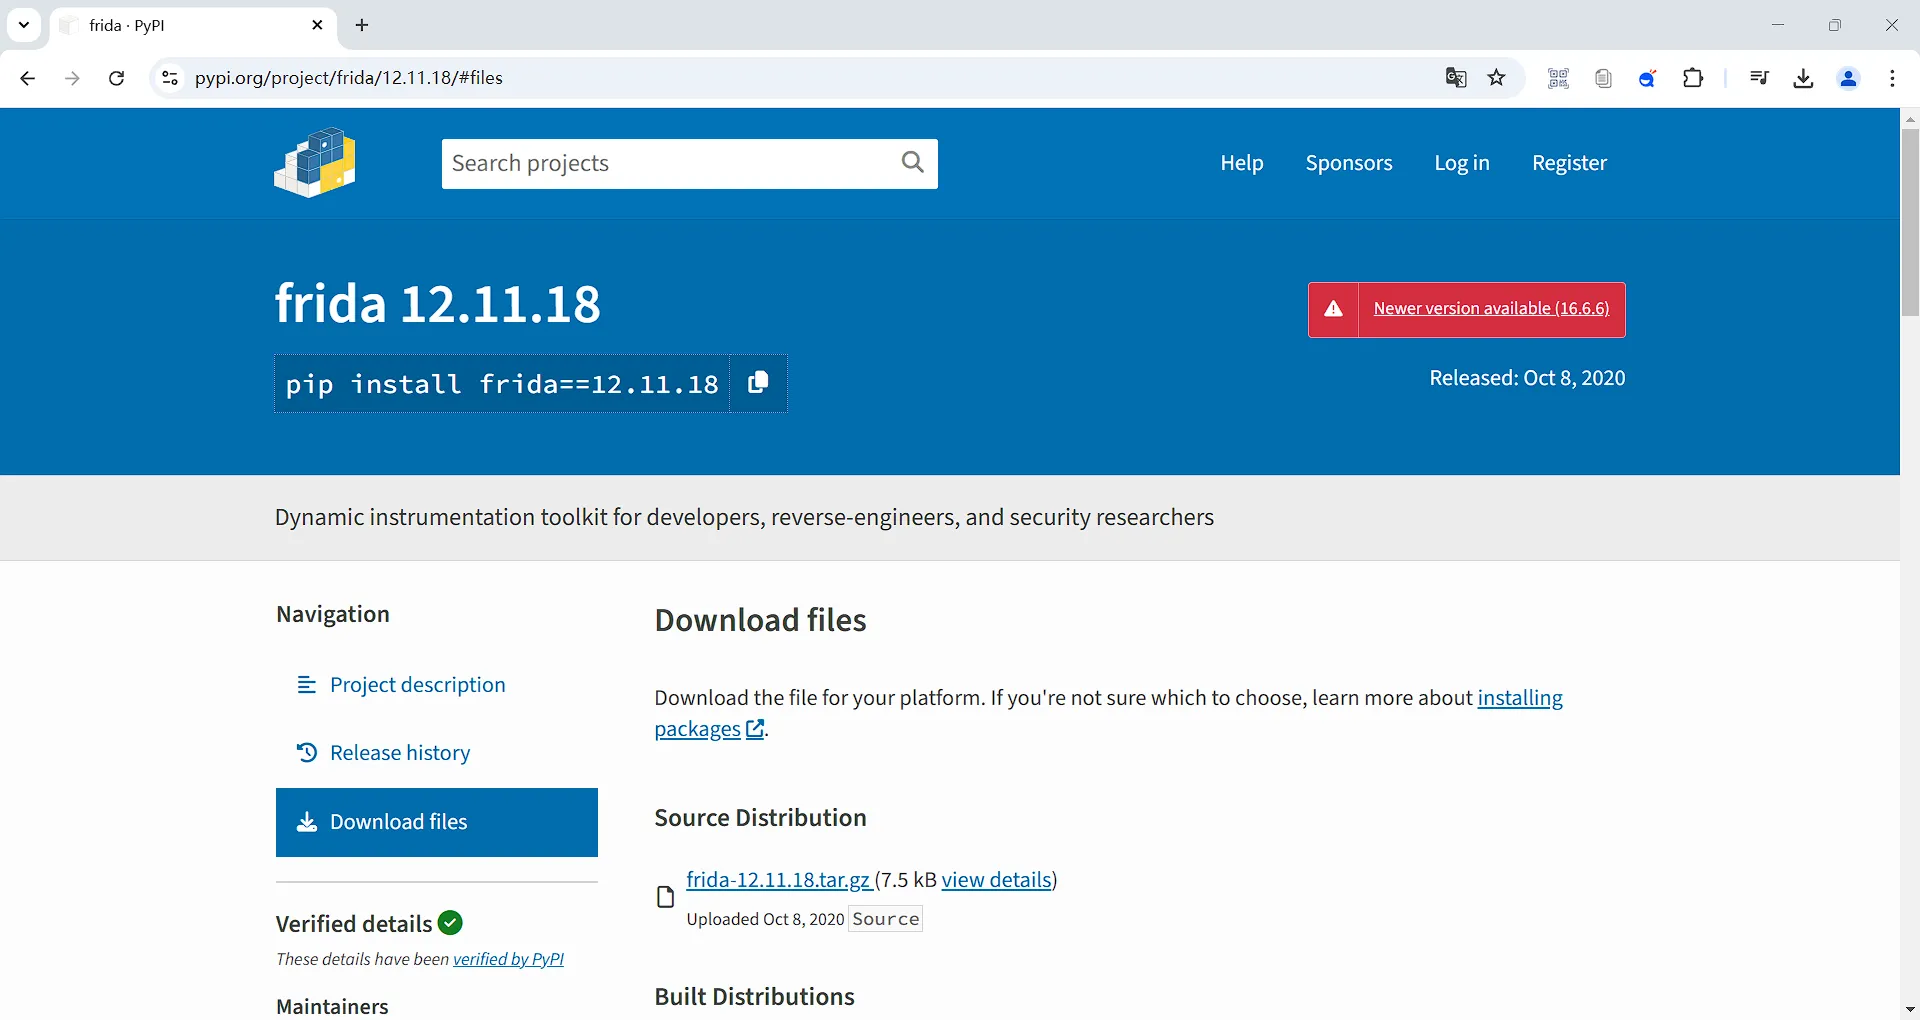 frida · PyPI
pypi.org/project/frida/12.11.18/#files
Search projects
Help
Sponsors
Log in
Register
frida 12.11.18
Newer version available (16.6.6)
pip install frida==12.11.18
Released: Oct 8, 2020
Dynamic instrumentation toolkit for developers, reverse-engineers, and security researchers
Navigation
Project description
Release history
Download files
Verified details
These details have been verified by PyPI
Maintainers
Download files
Download the file for your platform. If you're not sure which to choose, learn more about installing
packages.
Source Distribution
frida-12.11.18.tar.gz (7.5 kB view details)
Uploaded Oct 8, 2020 Source
Built Distributions